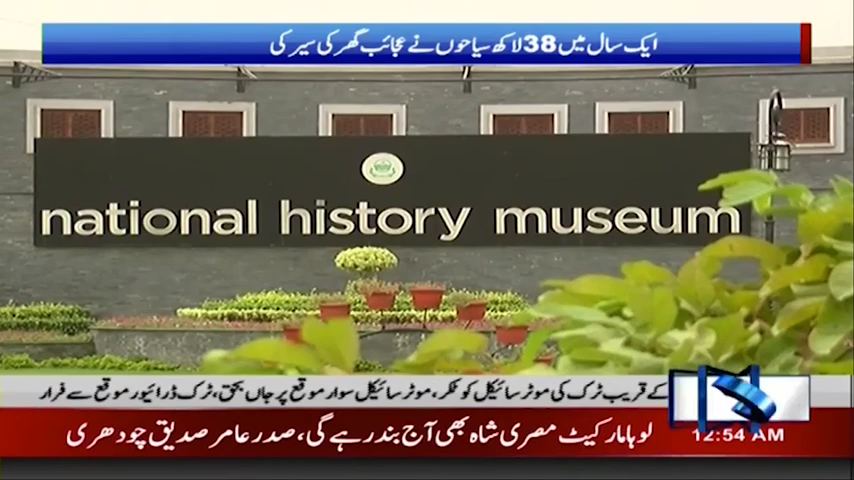 ایک سال میں 38 لاکھ سیاحوں نے عجائب گھر کی سیر کی
national history museum
کے قریب ٹرک کی موٹر سائیکل کو ٹکر، موٹر سائیکل سوار موقع پر جاں بحق، ٹرک ڈرائیور موقع سے فرار
لوہا مارکیٹ مصری شاہ بھی آج بند رہے گی، صدر عامر صدیق چودھری
12:54 AM